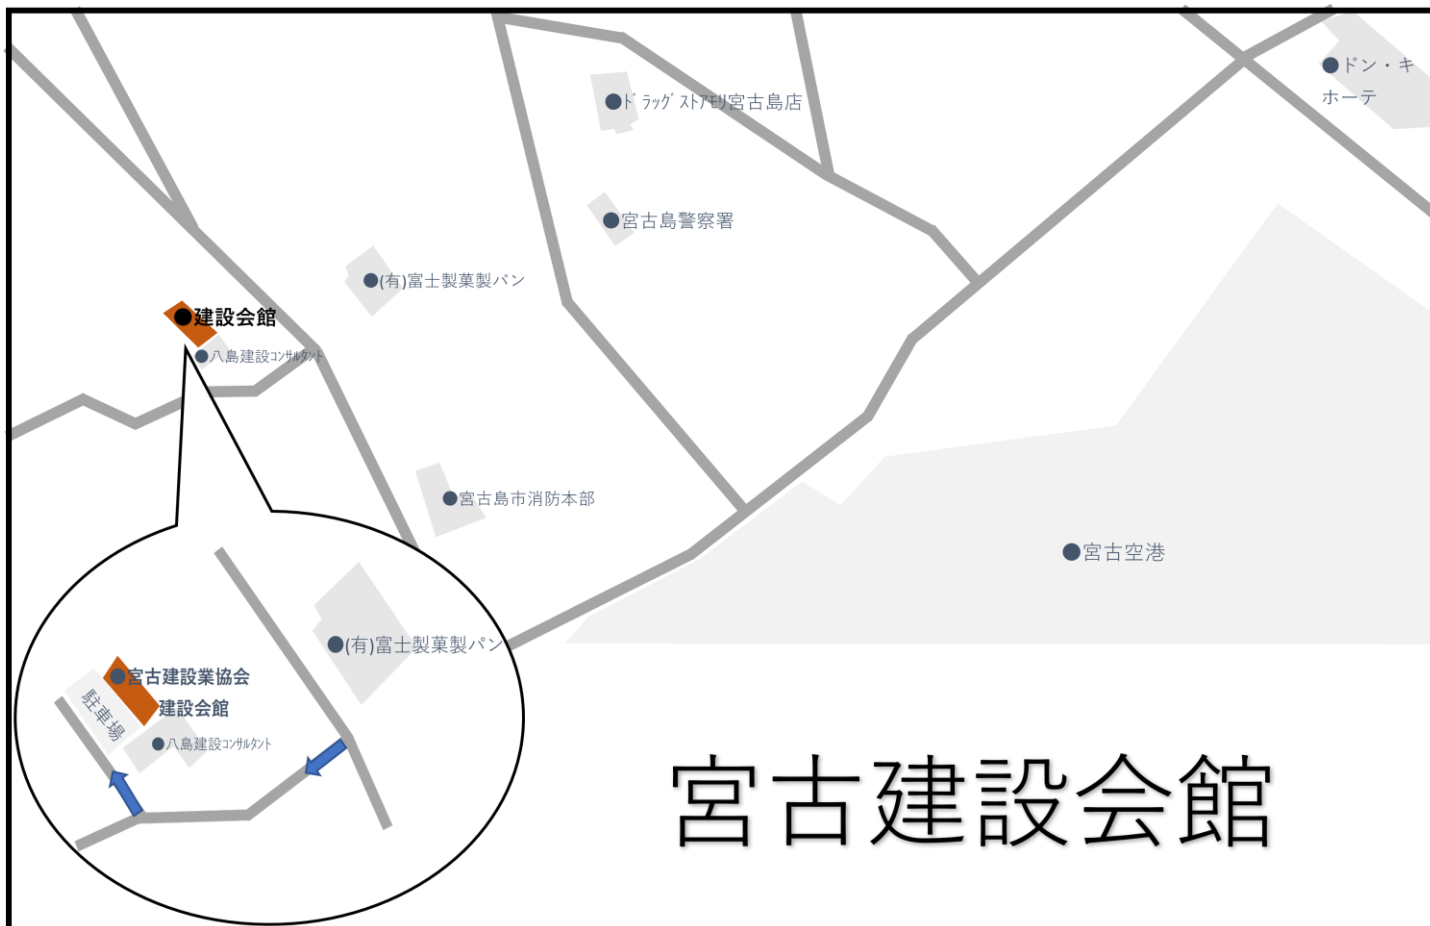 ●ドン・キ
ホーテ
●ドラッグストアモリ宮古島店
●宮古島警察署
●(有)富士製菓製パン
●建設会館
●八島建設コンサルタント
●宮古島市消防本部
●宮古空港
●(有)富士製菓製パン
●宮古建設業協会
建設会館
駐車場
●八島建設コンサルタント
宮古建設会館